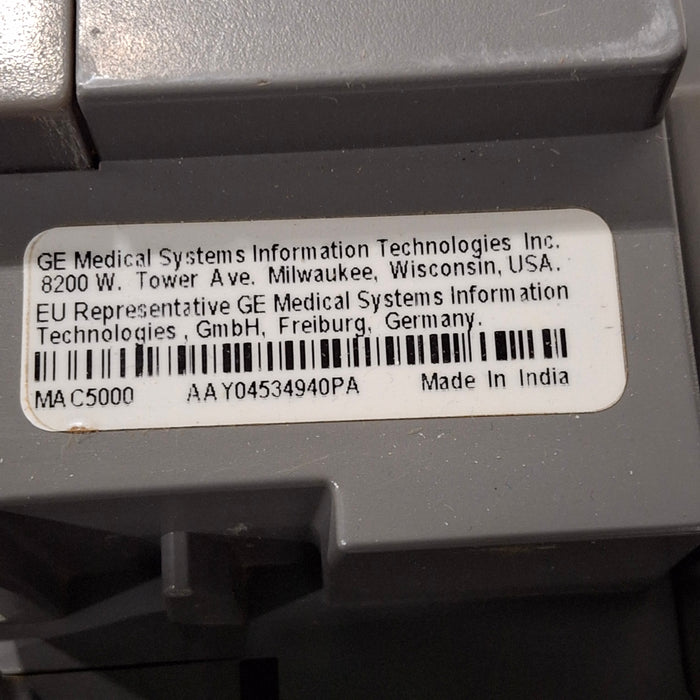 GE Medical Systems Information Technologies Inc.
8200 W. Tower Ave. Milwaukee, Wisconsin, USA.
EU Representative GE Medical Systems Information
Technologies, GmbH, Freiburg, Germany.
MAC5000 AAY04534940PA Made In India